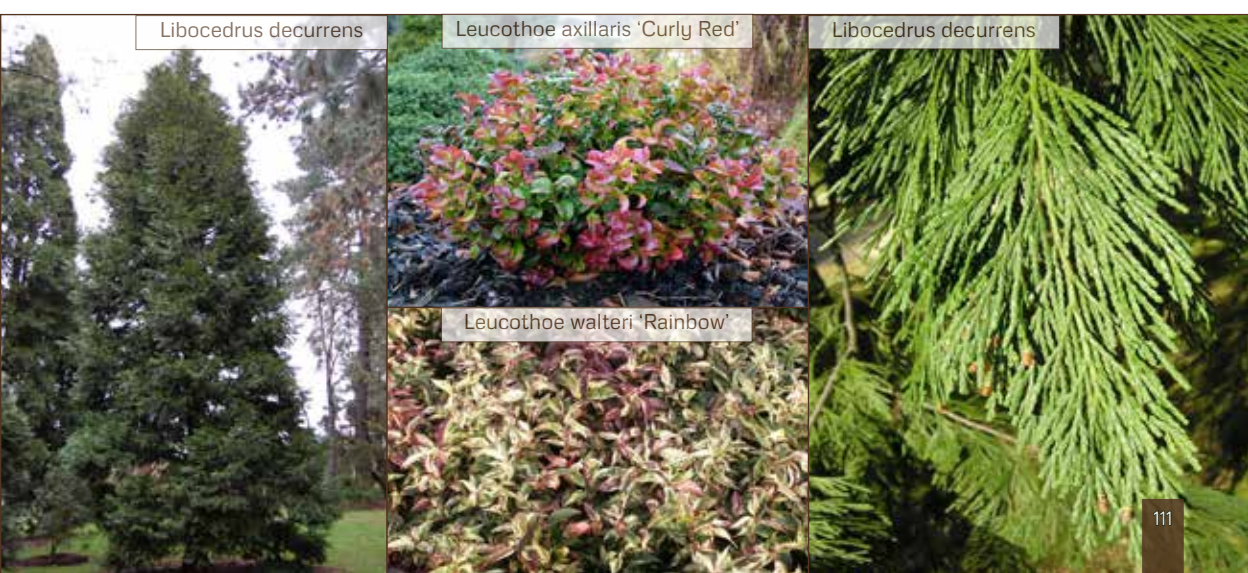 Libocedrus decurrens
Leucothoe axillaris ‘Curly Red’
Libocedrus decurrens
Leucothoe walteri ‘Rainbow’
111